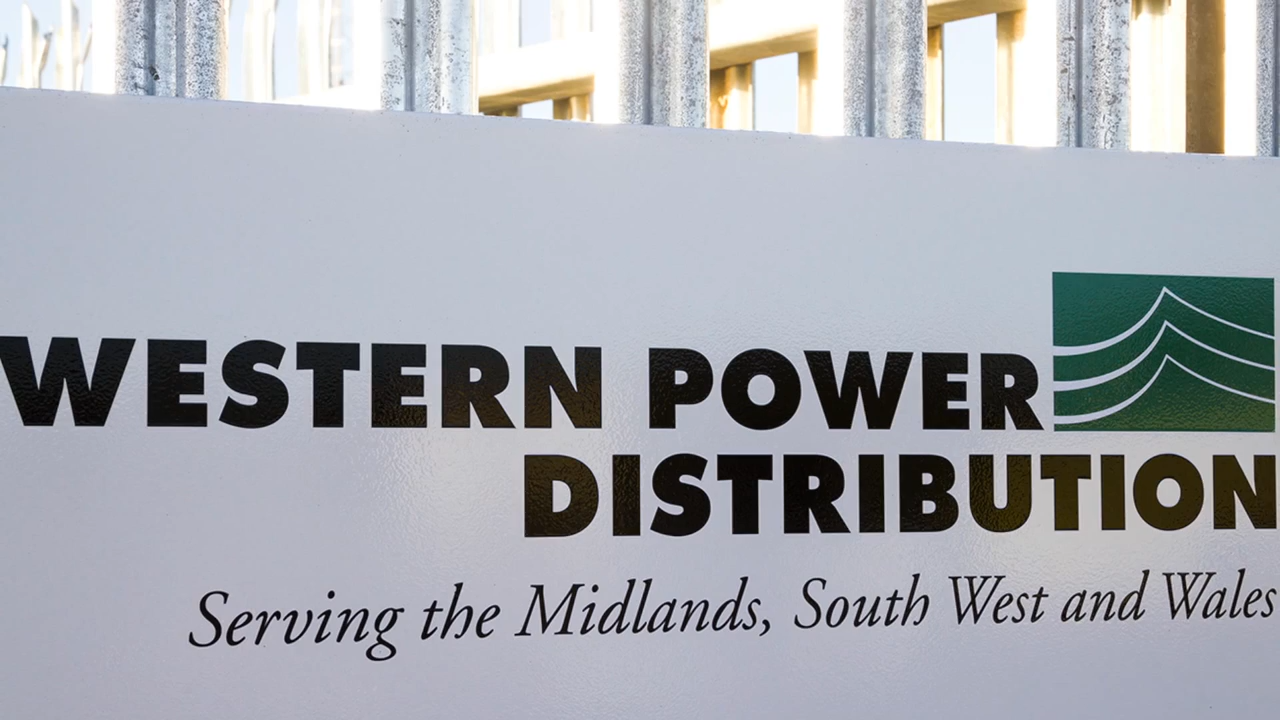 WESTERN POWER
DISTRIBUTION
Serving the Midlands, South West and Wales